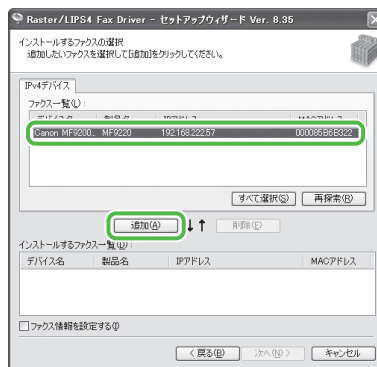 Raster/LIPS4 Fax Driver - セットアップウィザード Ver. 8.35
インストールするファクスの選択
追加したいファクスを選択して[追加]をクリックしてください。
IPv4デバイス
ファクス一覧(L):
Canon MF9200_ MF9220 192.168.222.57 000085B6B322
すべて選択(S) 再探索(R)
追加(A) ↓↑ 削除(E)
インストールするファクス一覧(U):
デバイス名 製品名 IPアドレス MACアドレス
ファクス情報を設定する(I)
< 戻る(B) 次へ(N) > キャンセル